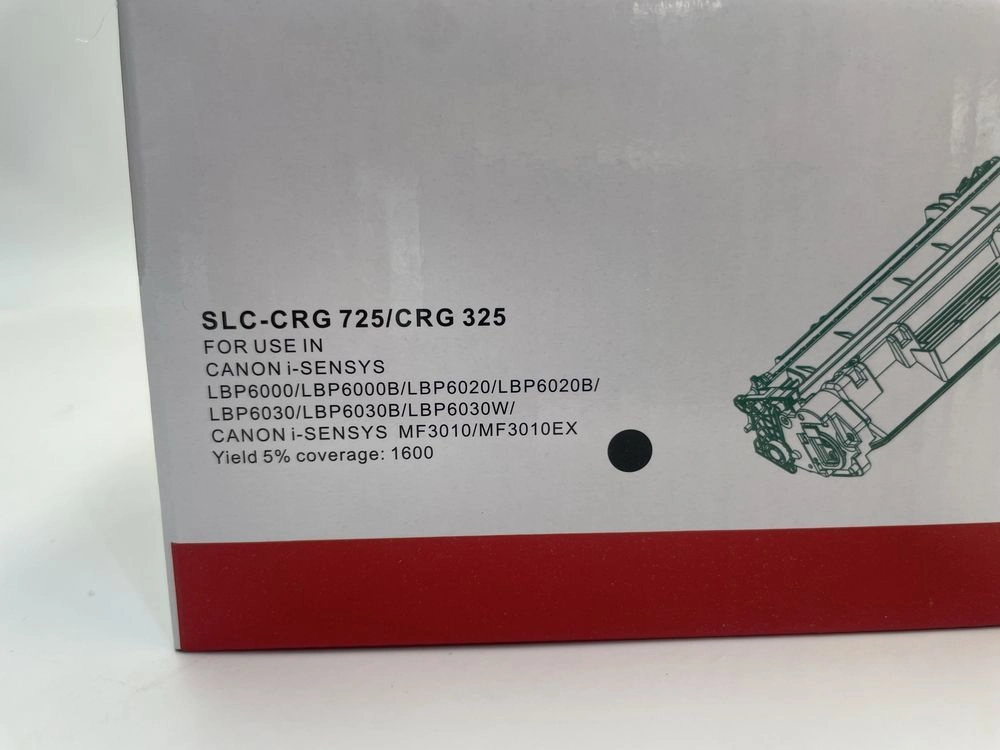 SLC-CRG 725/CRG 325
FOR USE IN
CANON i-SENSYS
LBP6000/LBP6000B/LBP6020/LBP6020B/
LBP6030/LBP6030B/LBP6030W/
CANON i-SENSYS MF3010/MF3010EX
Yield 5% coverage: 1600